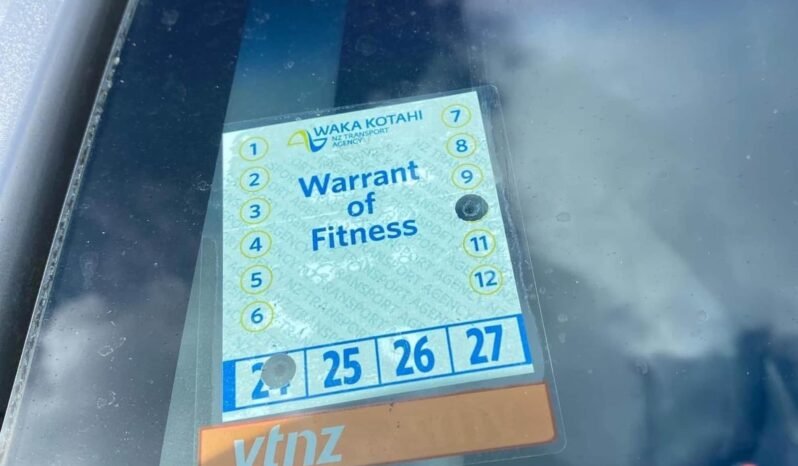 WAKA KOTAHI
NZ TRANSPORT
AGENCY
Warrant
of
Fitness
1
2
3
4
5
6
7
8
9
11
12
24 25 26 27
vtnz